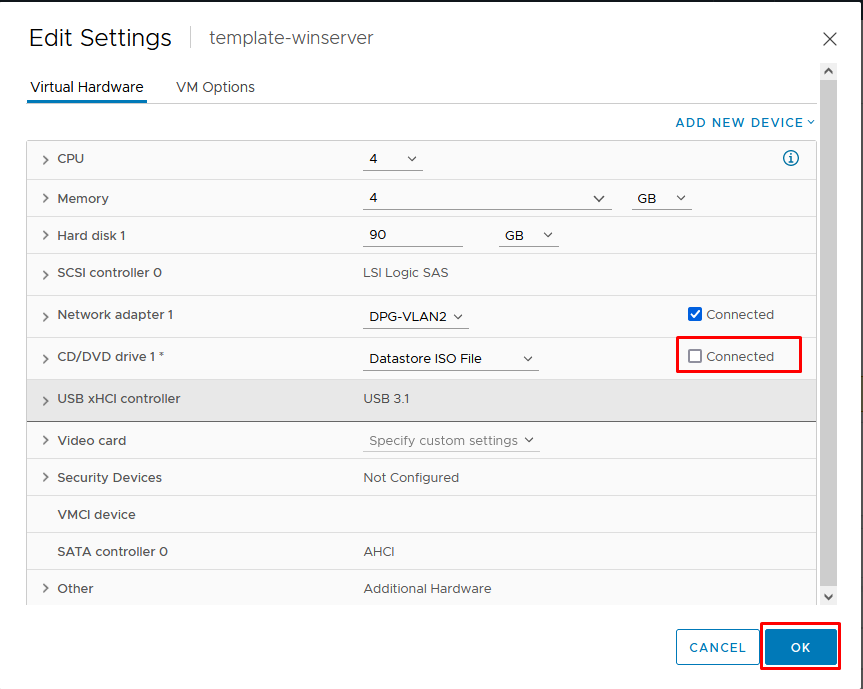 Edit Settings template-winserver
Virtual Hardware VM Options
ADD NEW DEVICE
CPU 4
Memory 4 GB
Hard disk 1 90 GB
SCSI controller 0 LSI Logic SAS
Network adapter 1 DPG-VLAN2 Connected
CD/DVD drive 1 * Datastore ISO File Connected
USB xHCI controller USB 3.1
Video card Specify custom settings
Security Devices Not Configured
VMCI device
SATA controller 0 AHCI
Other Additional Hardware
CANCEL OK